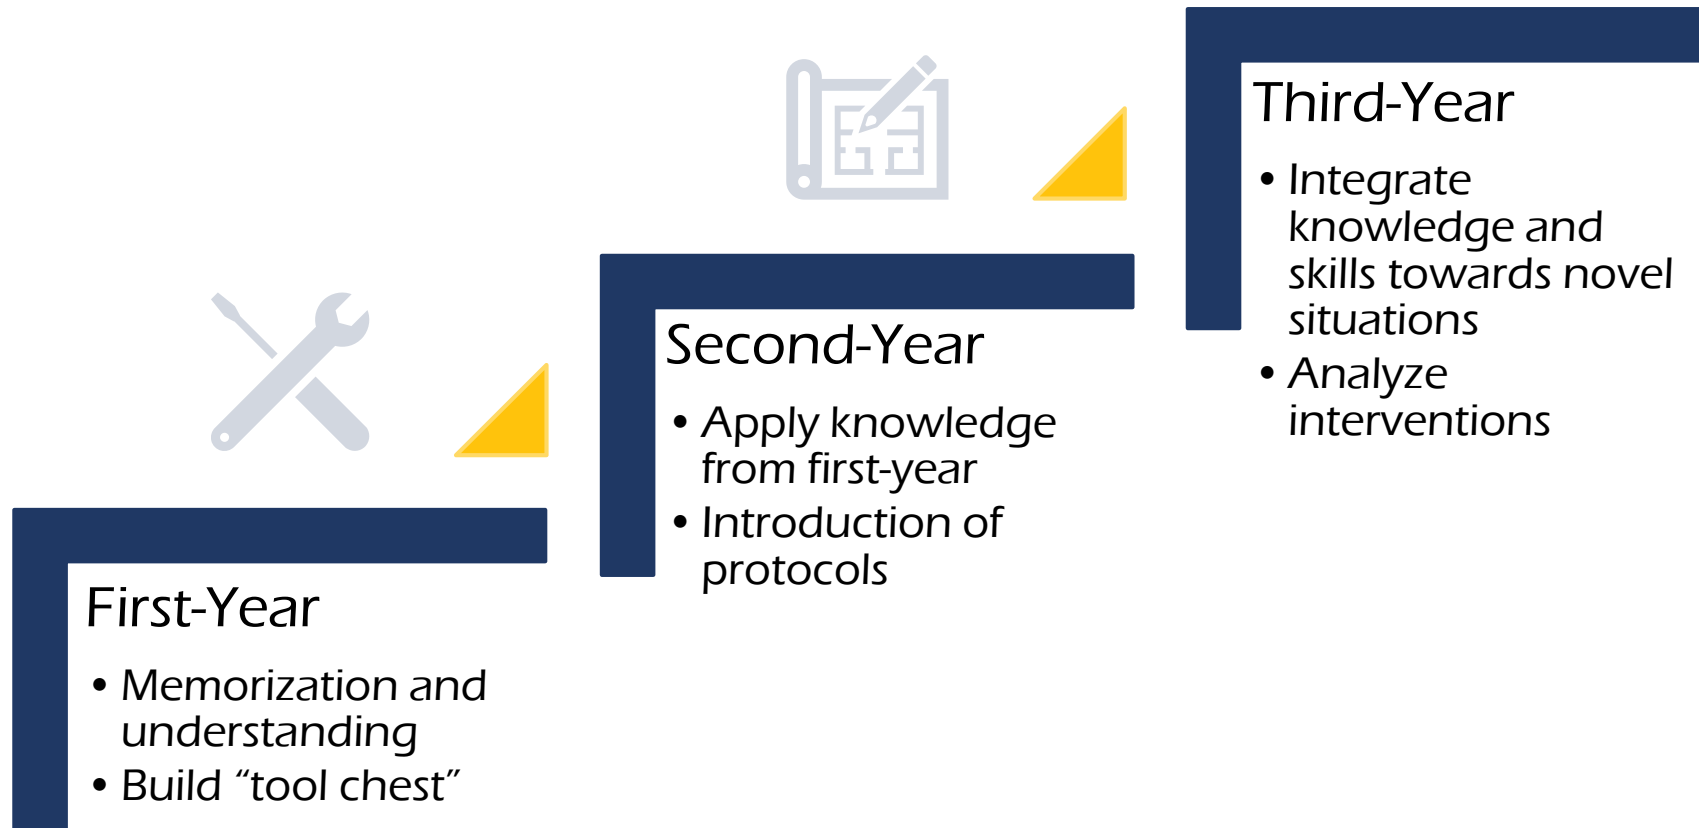 First-Year
• Memorization and
understanding
• Build “tool chest”
Second-Year
• Apply knowledge
from first-year
• Introduction of
protocols
Third-Year
• Integrate
knowledge and
skills towards novel
situations
• Analyze
interventions